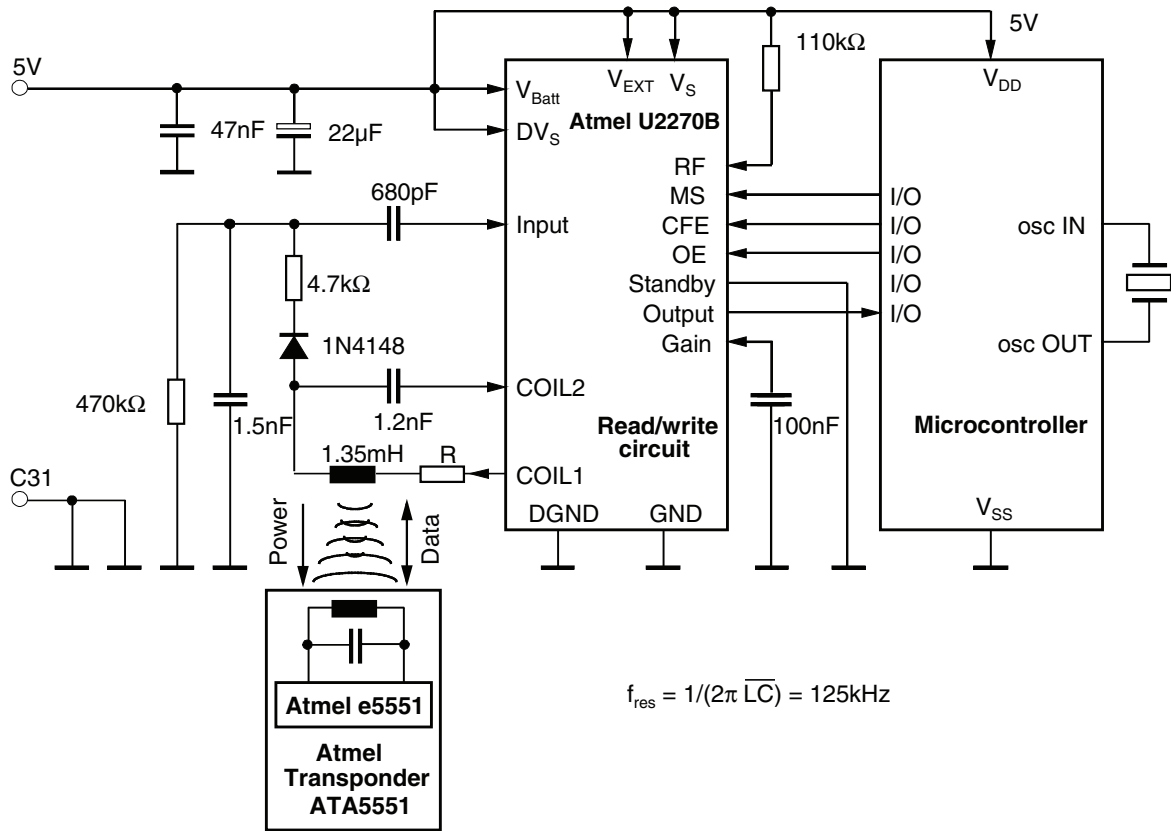 5V
110kΩ
5V
47nF
22µF
V_Batt
DV_S
V_EXT
V_S
Atmel U2270B
RF
MS
CFE
OE
Standby
Output
Gain
680pF
Input
4.7kΩ
1N4148
470kΩ
1.5nF
1.2nF
COIL2
1.35mH
R
COIL1
Read/write
circuit
DGND
GND
100nF
V_DD
I/O
I/O
I/O
I/O
I/O
osc IN
osc OUT
Microcontroller
V_SS
C31
Power
Data
Atmel e5551
Atmel
Transponder
ATA5551
f_res = 1/(2π LC) = 125kHz